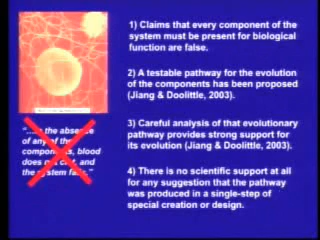 1) Claims that every component of the
system must be present for biological
function are false.
2) A testable pathway for the evolution
of the components has been proposed
(Jiang & Doolittle, 2003).
3) Careful analysis of that evolutionary
pathway provides strong support for
its evolution (Jiang & Doolittle, 2003).
4) There is no scientific support at all
for any suggestion that the pathway
was produced in a single-step of
special creation or design.
in the absence
of any of the
components, blood
does not clot, and
the system fails."